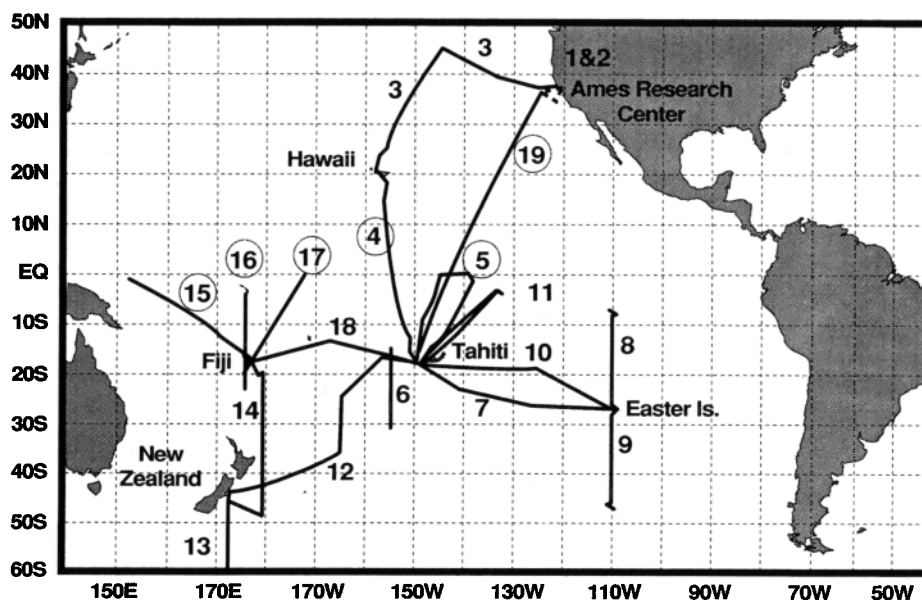 50N
3
1&2
40N
3
Ames Research
Center
30N
Hawaii
19
20N
10N
4
16
17
5
EQ
15
11
10S
18
Fiji
Tahiti
10
8
20S
14
6
7
Easter Is.
30S
9
New
Zealand
12
40S
50S
13
60S
150E
170E
170W
150W
130W
110W
90W
70W
50W